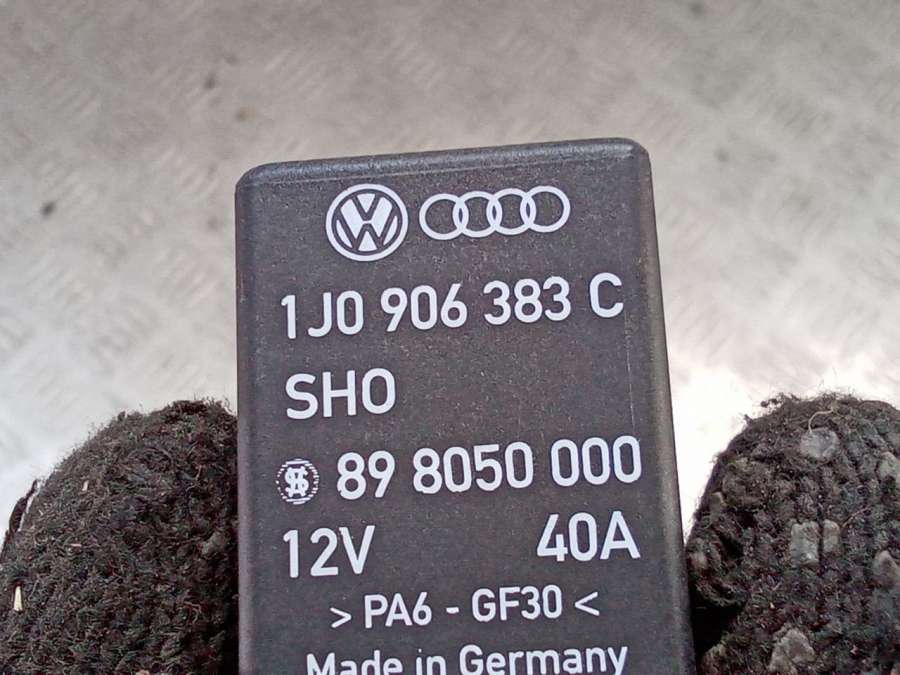 1J0 906 383 C
SHO
89 8050 000
12V 40A
> PA6 - GF30 <
Made in Germany